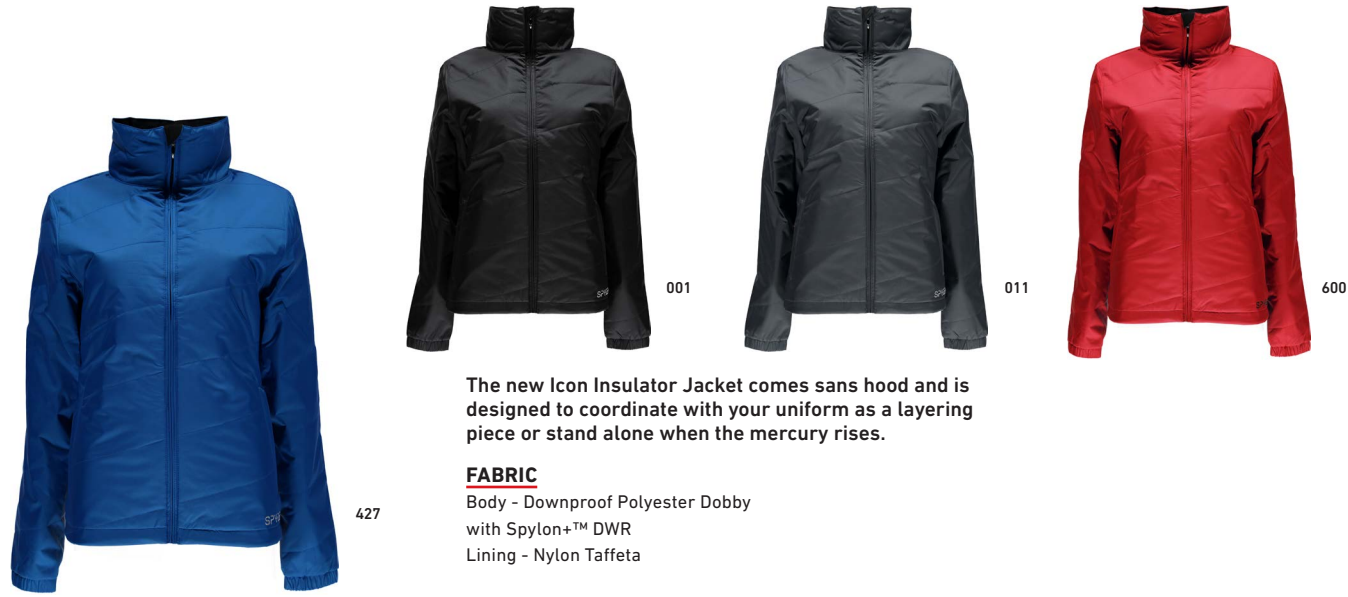 001
011
600
427
The new Icon Insulator Jacket comes sans hood and is
designed to coordinate with your uniform as a layering
piece or stand alone when the mercury rises.
FABRIC
Body - Downproof Polyester Dobby
with Spylon+™ DWR
Lining - Nylon Taffeta